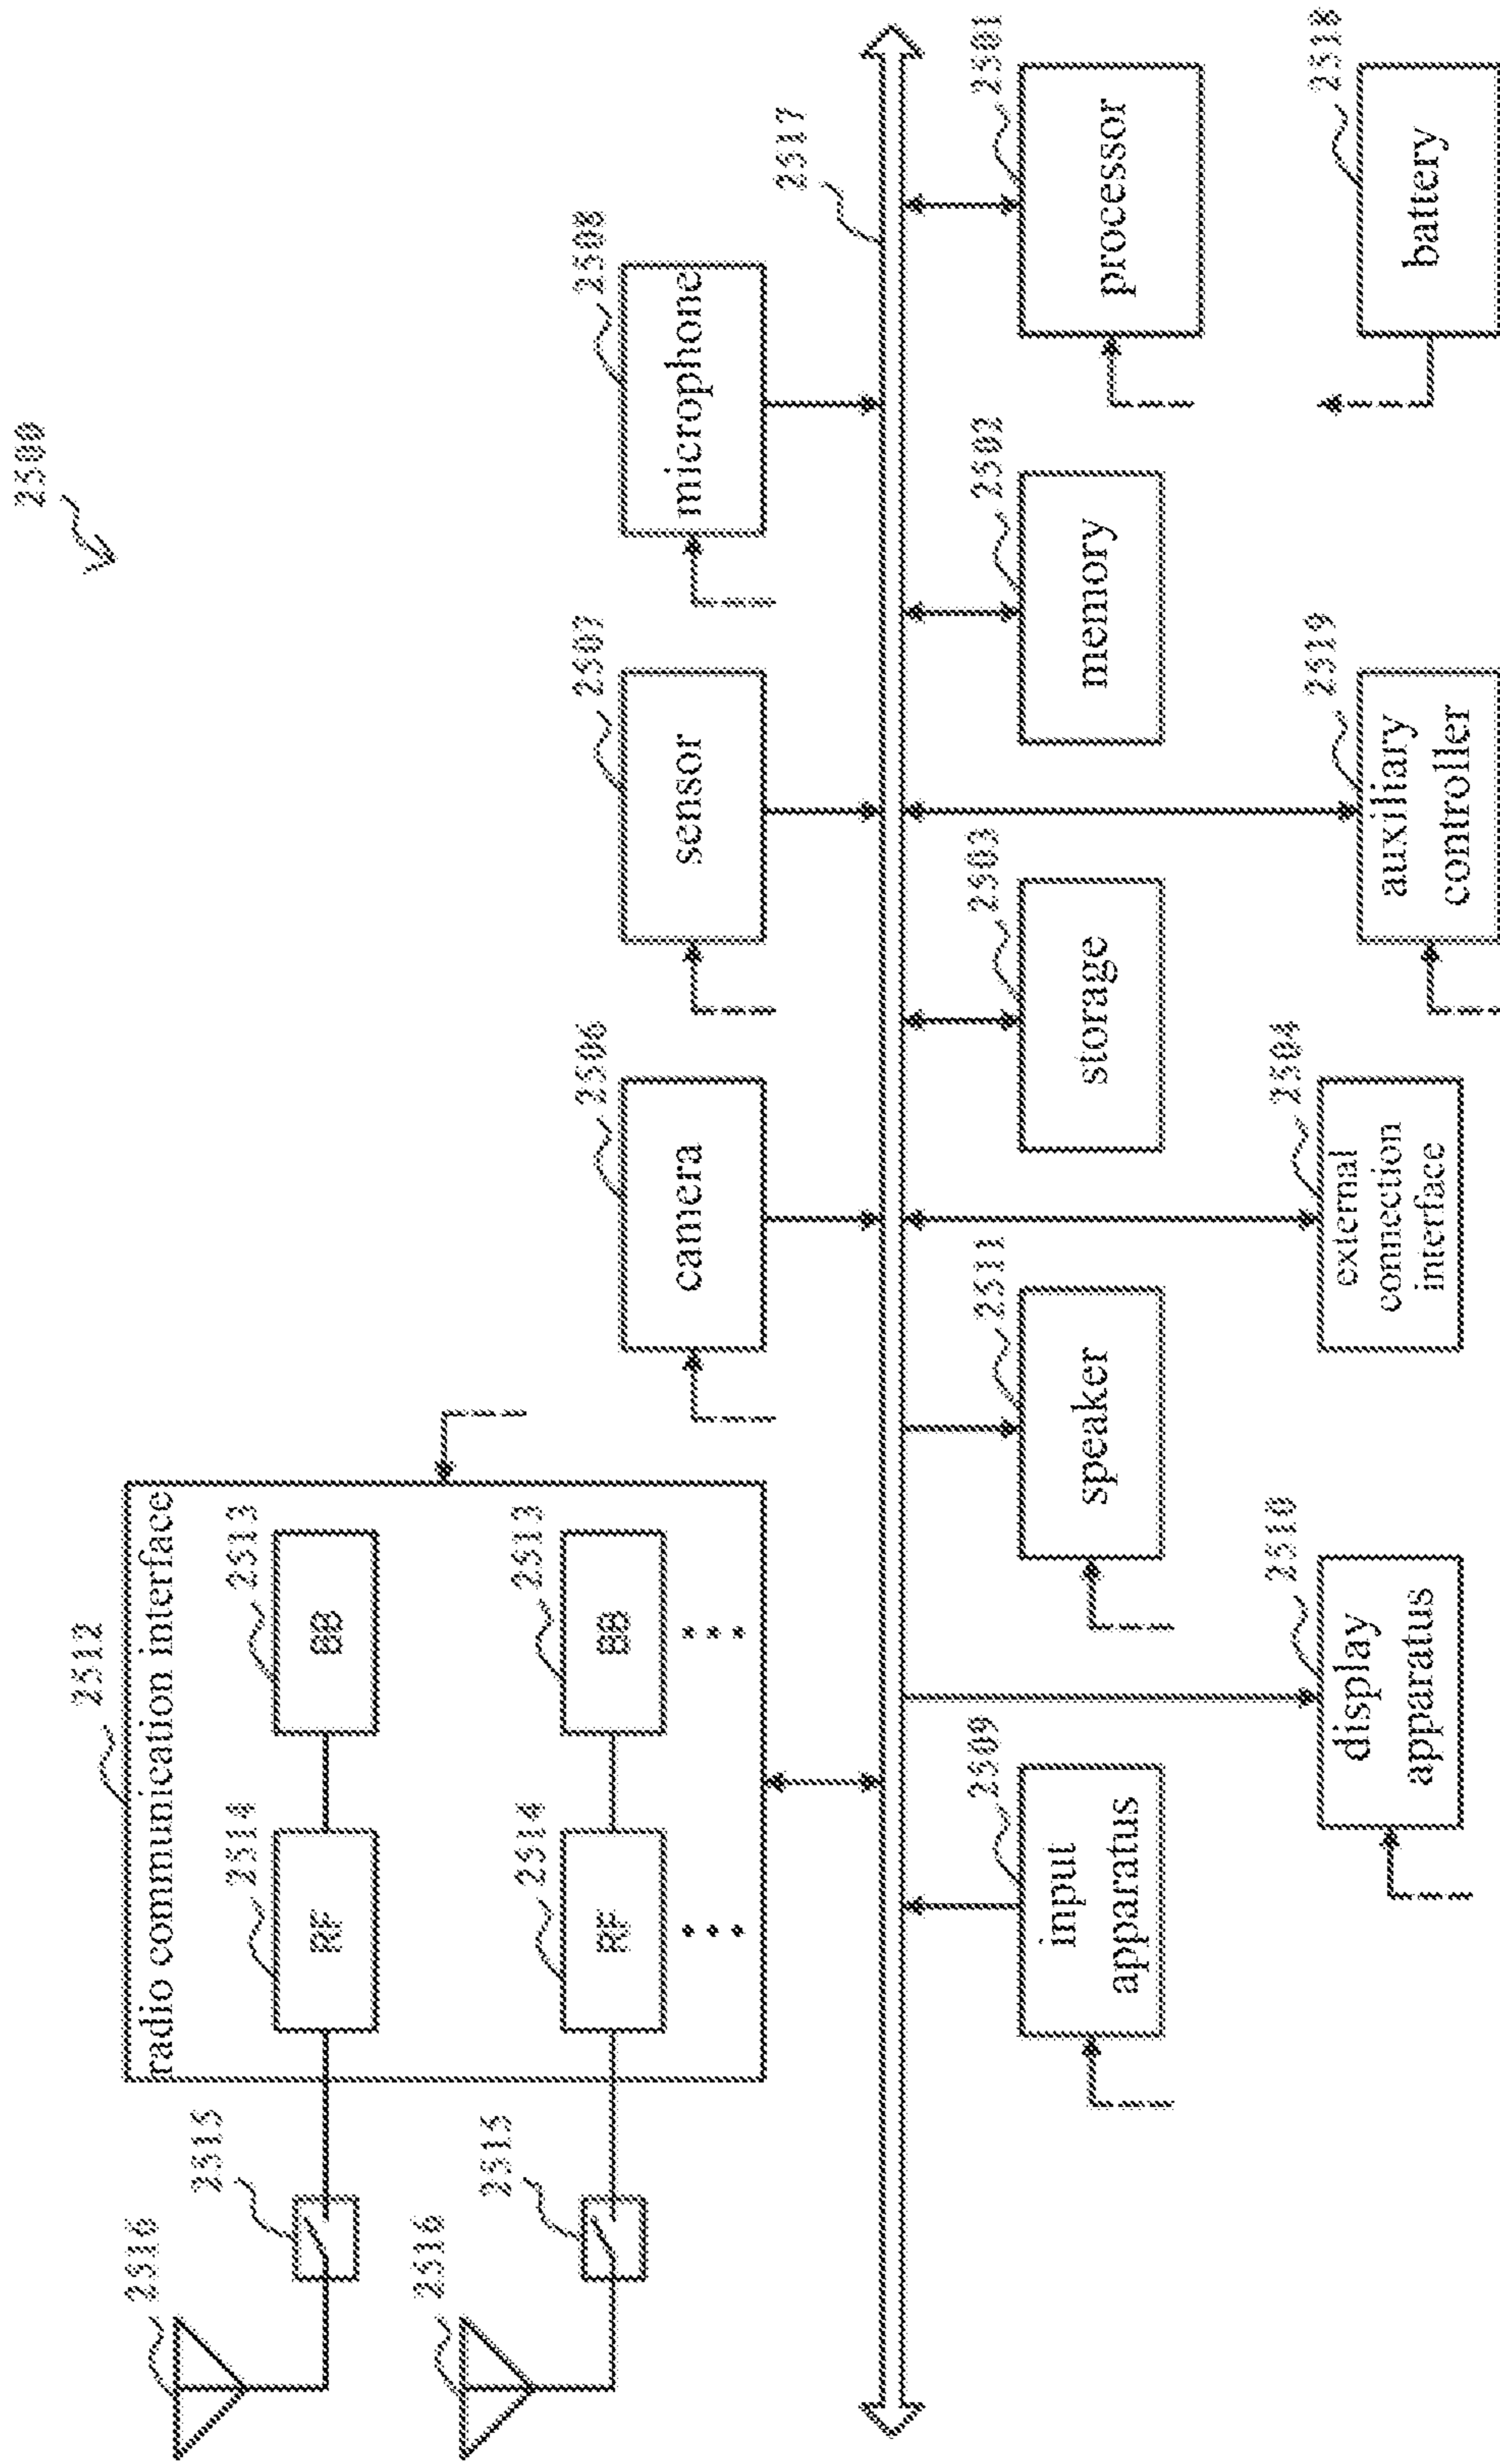 2500
2512
radio communication interface
2516
2515
2514
RF
2513
BB
2516
2515
2514
RF
2513
BB
2506
camera
2507
sensor
2508
microphone
2517
2509
input
apparatus
2511
speaker
2503
storage
2502
memory
2501
processor
2510
display
apparatus
2504
external
connection
interface
2519
auxiliary
controller
2518
battery